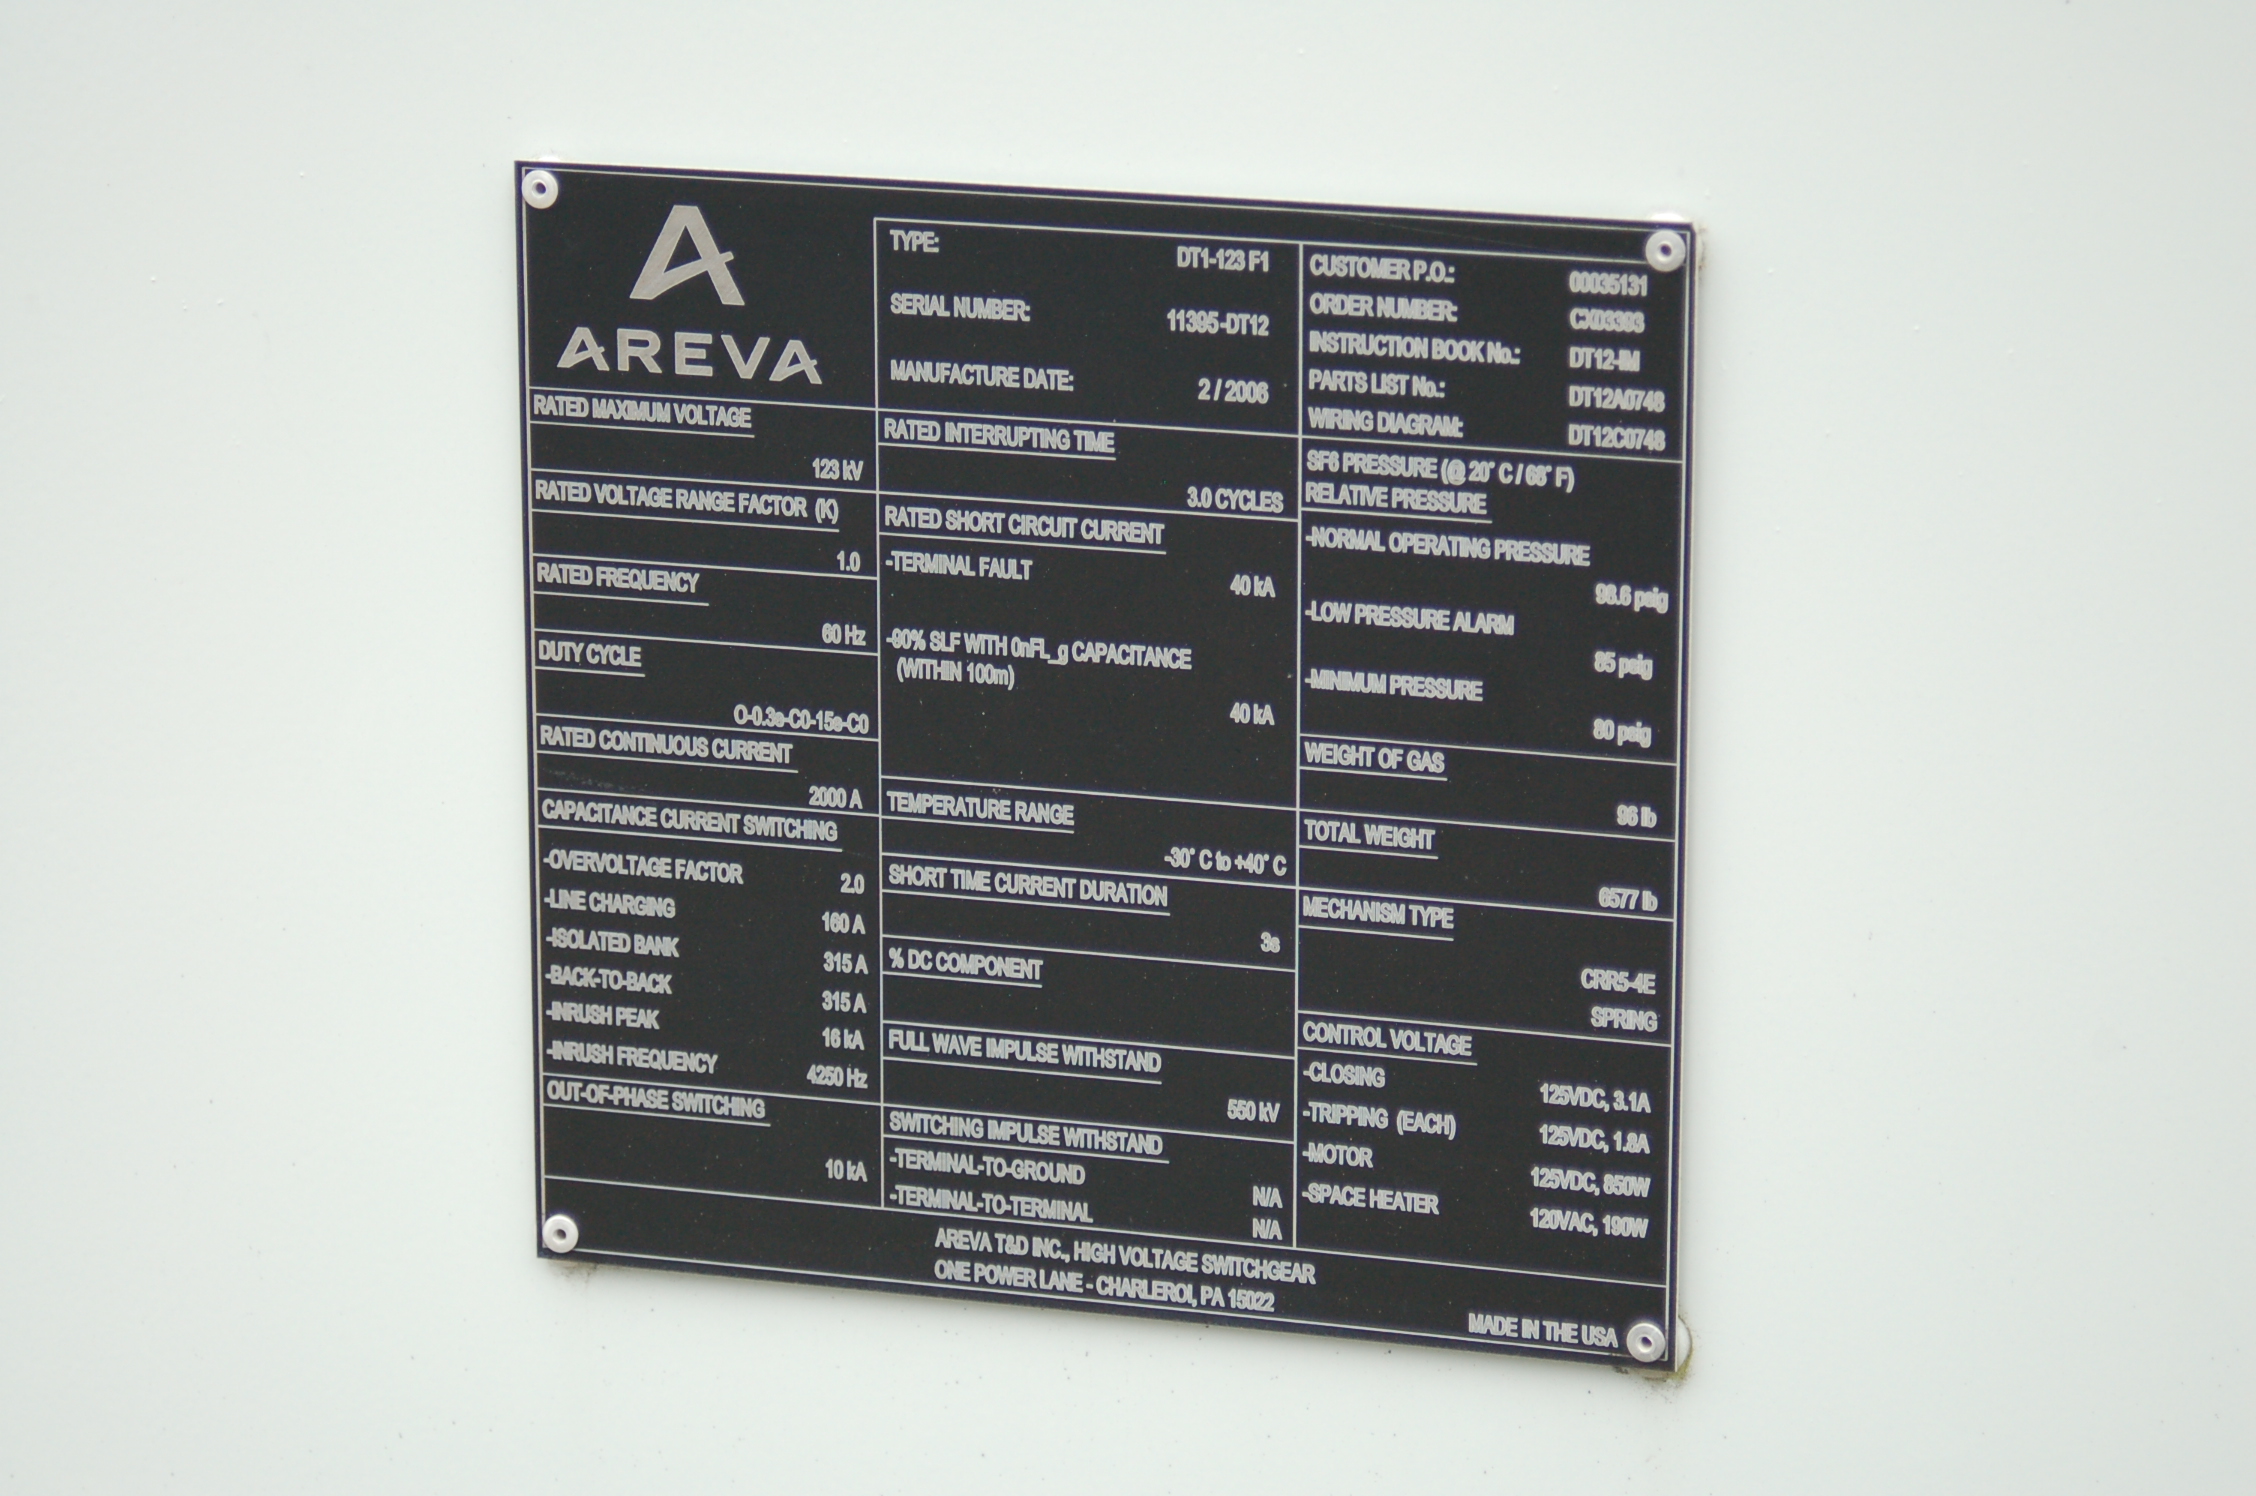 AREVA
TYPE: DT1-123 F1
SERIAL NUMBER: 11395-DT12
MANUFACTURE DATE: 2 / 2006
CUSTOMER P.O.: 00035131
ORDER NUMBER:
INSTRUCTION BOOK No.: DT12-IM
PARTS LIST No.: DT12A0748
WIRING DIAGRAM: DT12C0748
RATED MAXIMUM VOLTAGE
123 kV
RATED VOLTAGE RANGE FACTOR (K)
1.0
RATED FREQUENCY
60 Hz
DUTY CYCLE
O-0.3s-C0-15s-C0
RATED CONTINUOUS CURRENT
2000 A
CAPACITANCE CURRENT SWITCHING
-OVERVOLTAGE FACTOR 2.0
-LINE CHARGING 160 A
-ISOLATED BANK 315 A
-BACK-TO-BACK 315 A
-INRUSH PEAK 16 kA
-INRUSH FREQUENCY 4250 Hz
OUT-OF-PHASE SWITCHING
10 kA
RATED INTERRUPTING TIME
3.0 CYCLES
RATED SHORT CIRCUIT CURRENT
-TERMINAL FAULT
40 kA
-90% SLF WITH 0nFL_g CAPACITANCE
(WITHIN 100m)
40 kA
TEMPERATURE RANGE
-30° C to +40° C
SHORT TIME CURRENT DURATION
3s
% DC COMPONENT
FULL WAVE IMPULSE WITHSTAND
550 kV
SWITCHING IMPULSE WITHSTAND
-TERMINAL-TO-GROUND N/A
-TERMINAL-TO-TERMINAL N/A
SF6 PRESSURE (@ 20° C / 68° F)
RELATIVE PRESSURE
-NORMAL OPERATING PRESSURE
98.6 psig
-LOW PRESSURE ALARM
85 psig
-MINIMUM PRESSURE
80 psig
WEIGHT OF GAS
96 lb
TOTAL WEIGHT
6577 lb
MECHANISM TYPE
CRR5-4E
SPRING
CONTROL VOLTAGE
-CLOSING 125VDC, 3.1A
-TRIPPING (EACH) 125VDC, 1.8A
-MOTOR 125VDC, 850W
-SPACE HEATER 120VAC, 190W
AREVA T&D INC., HIGH VOLTAGE SWITCHGEAR
ONE POWER LANE - CHARLEROI, PA 15022
MADE IN THE USA